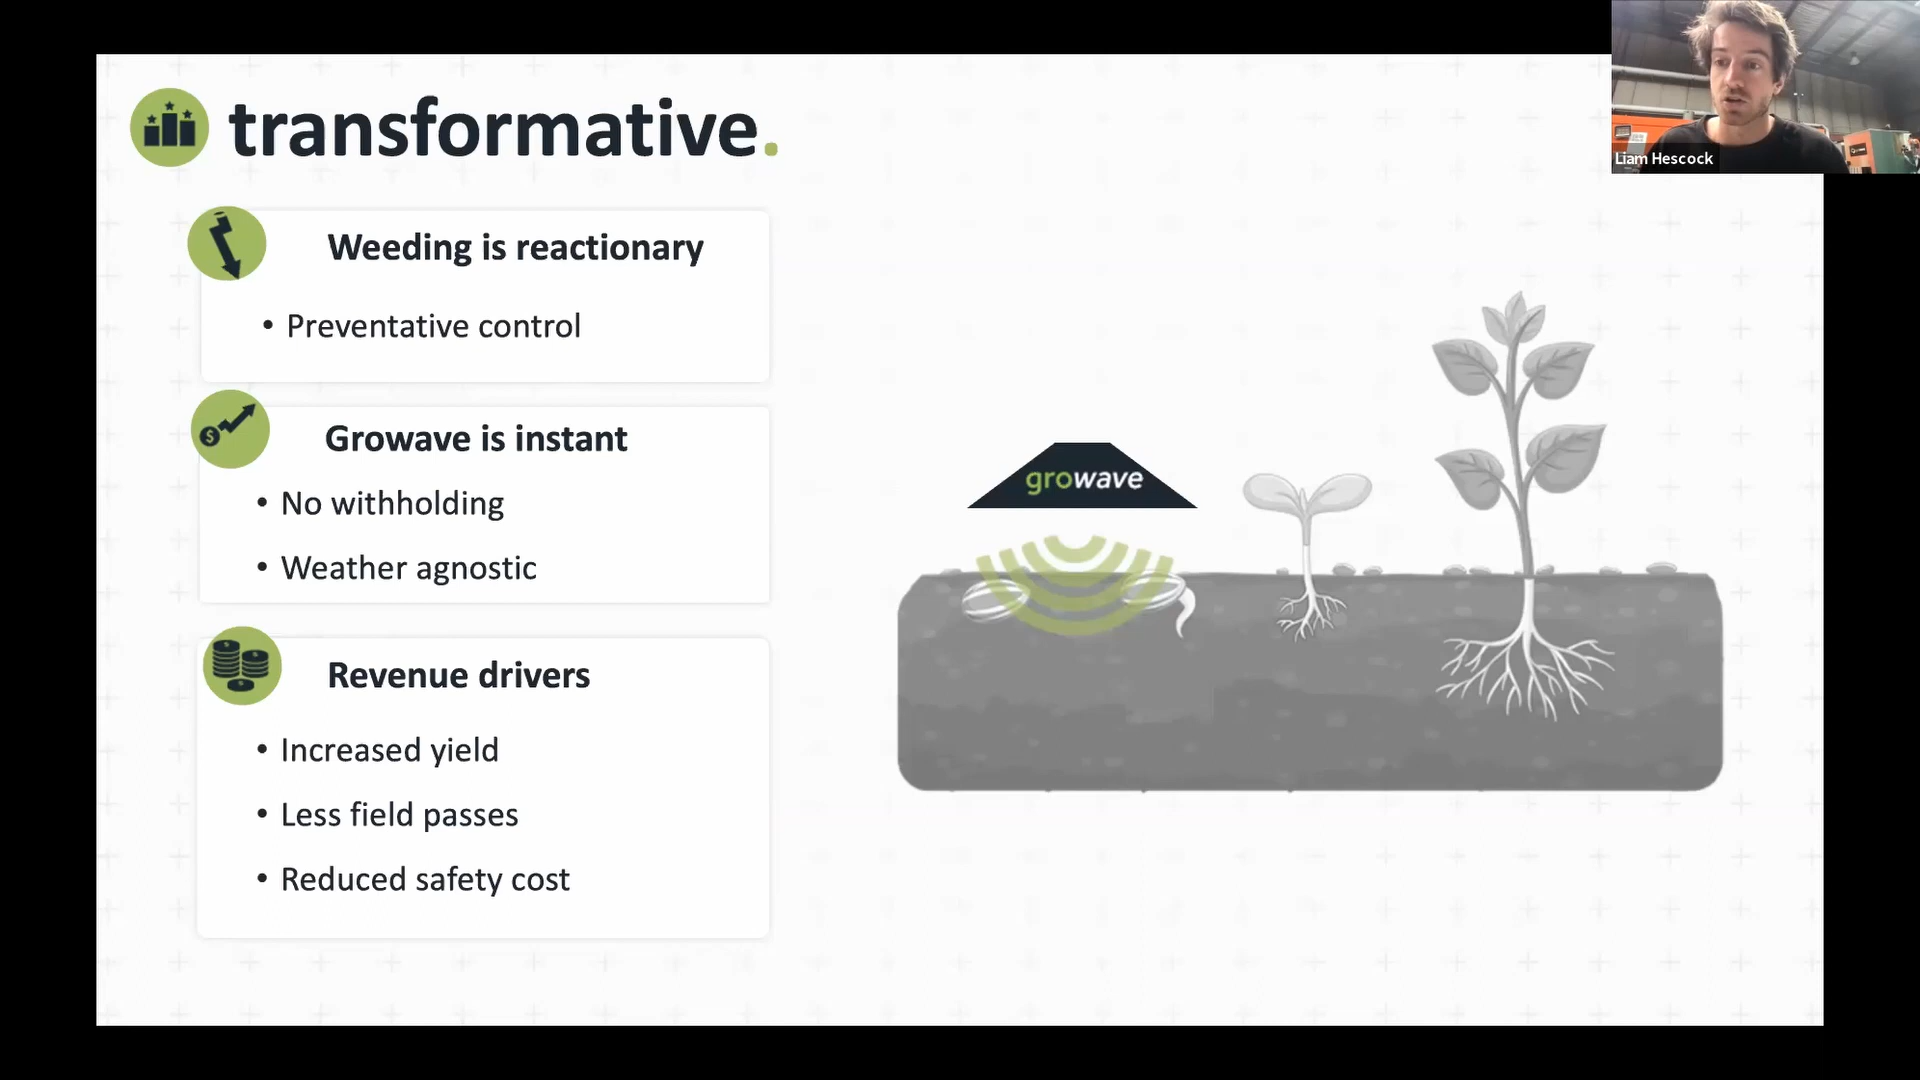 transformative.
Weeding is reactionary
• Preventative control
Growave is instant
• No withholding
• Weather agnostic
Revenue drivers
• Increased yield
• Less field passes
• Reduced safety cost
growave
Liam Hescock